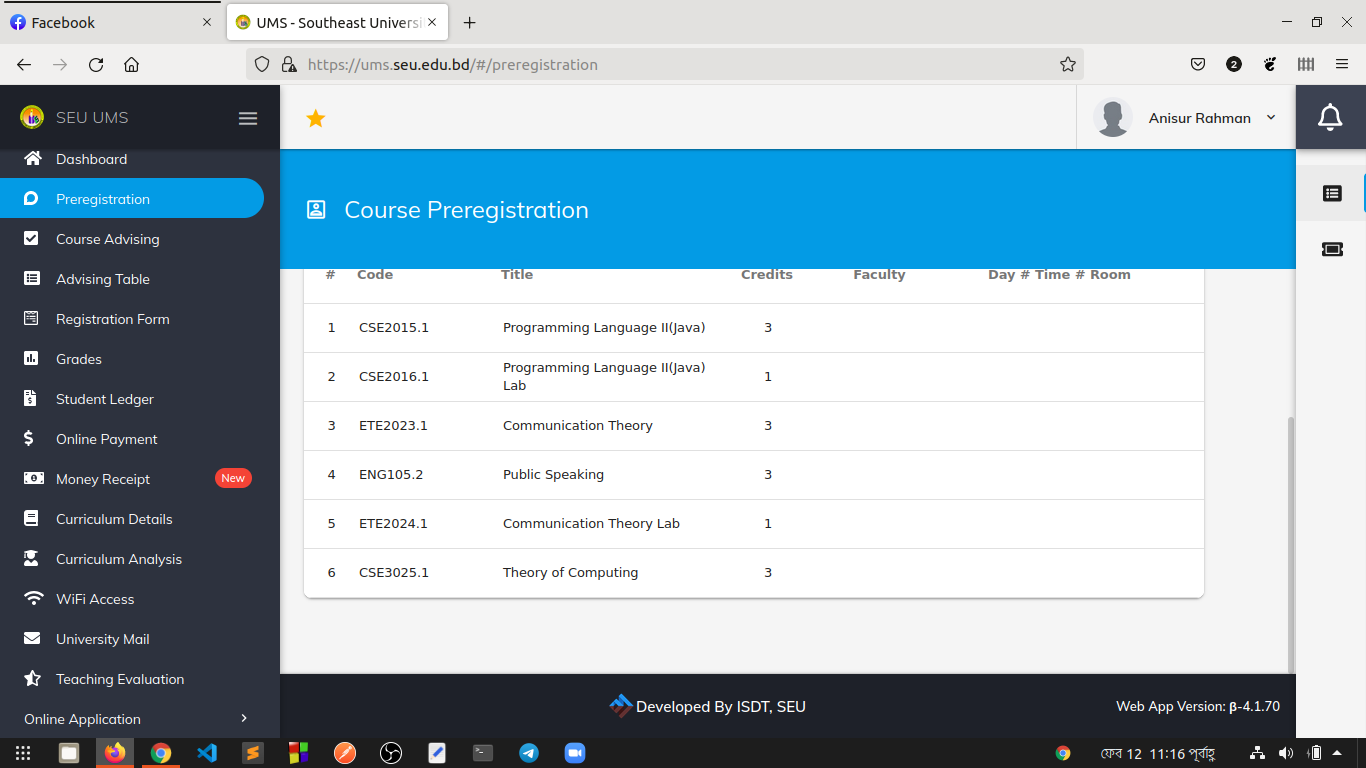 Facebook
UMS - Southeast Universi
https://ums.seu.edu.bd/#/preregistration
2
SEU UMS
Anisur Rahman
Dashboard
Preregistration
Course Advising
Advising Table
Registration Form
Grades
Student Ledger
Online Payment
Money Receipt New
Curriculum Details
Curriculum Analysis
WiFi Access
University Mail
Teaching Evaluation
Online Application
Course Preregistration
# Code Title Credits Faculty Day # Time # Room
1 CSE2015.1 Programming Language II(Java) 3
2 CSE2016.1 Programming Language II(Java) 1
Lab
3 ETE2023.1 Communication Theory 3
4 ENG105.2 Public Speaking 3
5 ETE2024.1 Communication Theory Lab 1
6 CSE3025.1 Theory of Computing 3
Developed By ISDT, SEU
Web App Version: β-4.1.70
ফেব 12 11:16 পূর্বাহ্ণ